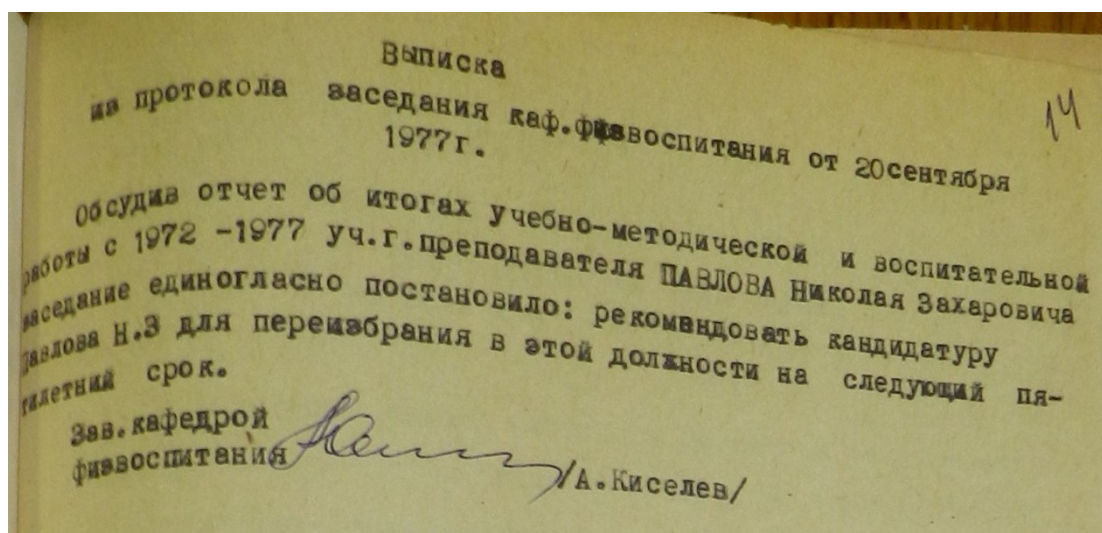 Выписка
из протокола заседания каф.физвоспитания от 20сентября
1977г.
14
Обсудив отчет об итогах учебно-методической и воспитательной
работы с 1972 -1977 уч.г.преподавателя ПАВЛОВА Николая Захаровича
заседание единогласно постановило: рекомендовать кандидатуру
Павлова Н.З для переизбрания в этой должности на следующий пя-
тилетний срок.
Зав.кафедрой
физвоспитания /А.Киселев/